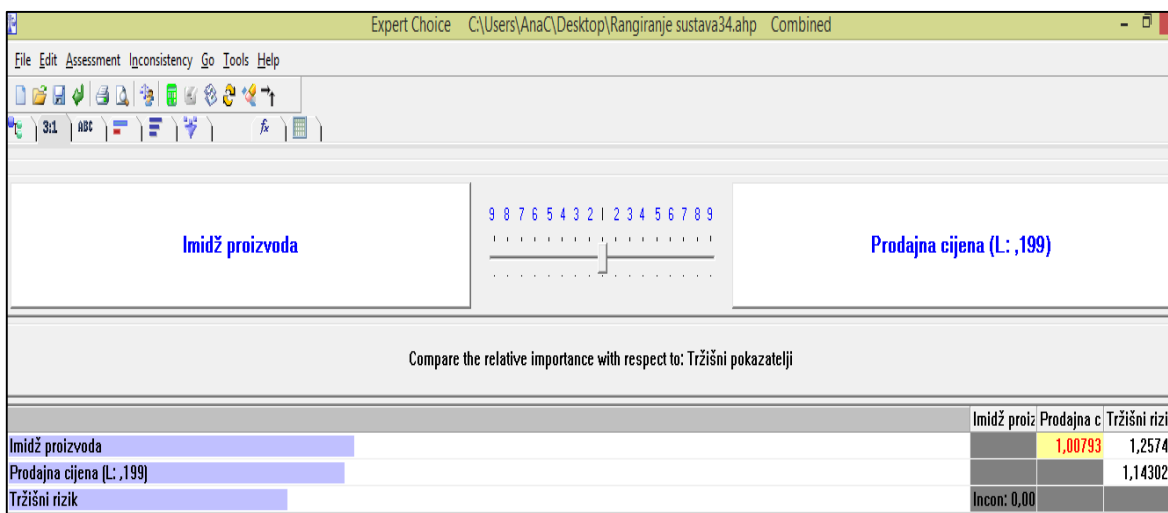 Expert Choice C:\Users\AnaC\Desktop\Rangiranje sustava34.ahp Combined
File Edit Assessment Inconsistency Go Tools Help
3:1 ABC fx
9 8 7 6 5 4 3 2 1 2 3 4 5 6 7 8 9
Imidž proizvoda
Prodajna cijena (L: ,199)
Compare the relative importance with respect to: Tržišni pokazatelji
Imidž proiz Prodajna c Tržišni rizi
Imidž proizvoda 1,00793 1,2574
Prodajna cijena (L: ,199) 1,14302
Tržišni rizik Incon: 0,00